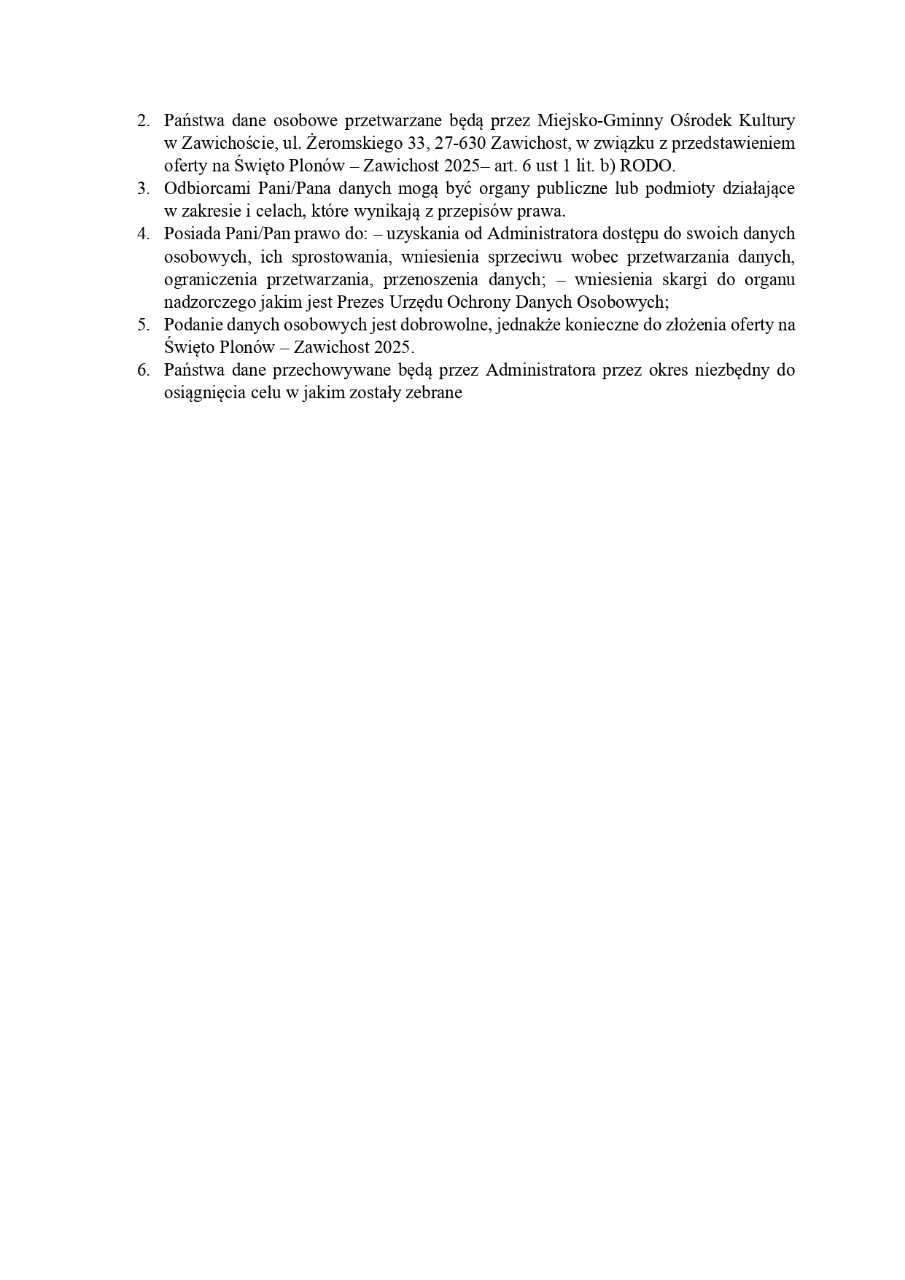 2. Państwa dane osobowe przetwarzane będą przez Miejsko-Gminny Ośrodek Kultury
w Zawichoście, ul. Żeromskiego 33, 27-630 Zawichost, w związku z przedstawieniem
oferty na Święto Plonów – Zawichost 2025– art. 6 ust 1 lit. b) RODO.
3. Odbiorcami Pani/Pana danych mogą być organy publiczne lub podmioty działające
w zakresie i celach, które wynikają z przepisów prawa.
4. Posiada Pani/Pan prawo do: – uzyskania od Administratora dostępu do swoich danych
osobowych, ich sprostowania, wniesienia sprzeciwu wobec przetwarzania danych,
ograniczenia przetwarzania, przenoszenia danych; – wniesienia skargi do organu
nadzorczego jakim jest Prezes Urzędu Ochrony Danych Osobowych;
5. Podanie danych osobowych jest dobrowolne, jednakże konieczne do złożenia oferty na
Święto Plonów – Zawichost 2025.
6. Państwa dane przechowywane będą przez Administratora przez okres niezbędny do
osiągnięcia celu w jakim zostały zebrane